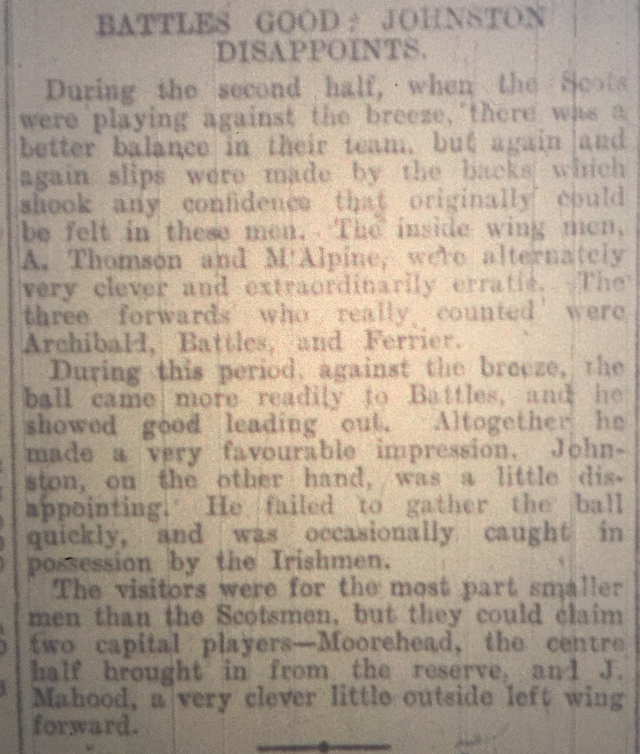 BATTLES GOOD: JOHNSTON
DISAPPOINTS.
During the second half, when the Scots
were playing against the breeze, there was a
better balance in their team, but again and
again slips were made by the backs which
shook any confidence that originally could
be felt in these men. The inside wing men,
A. Thomson and M'Alpine, were alternately
very clever and extraordinarily erratic. The
three forwards who really counted were
Archibald, Battles, and Ferrier.
During this period, against the breeze, the
ball came more readily to Battles, and he
showed good leading out. Altogether he
made a very favourable impression. John-
ston, on the other hand, was a little dis-
appointing. He failed to gather the ball
quickly, and was occasionally caught in
possession by the Irishmen.
The visitors were for the most part smaller
men than the Scotsmen, but they could claim
two capital players—Moorehead, the centre
half brought in from the reserve, and J.
Mahood, a very clever little outside left wing
forward.